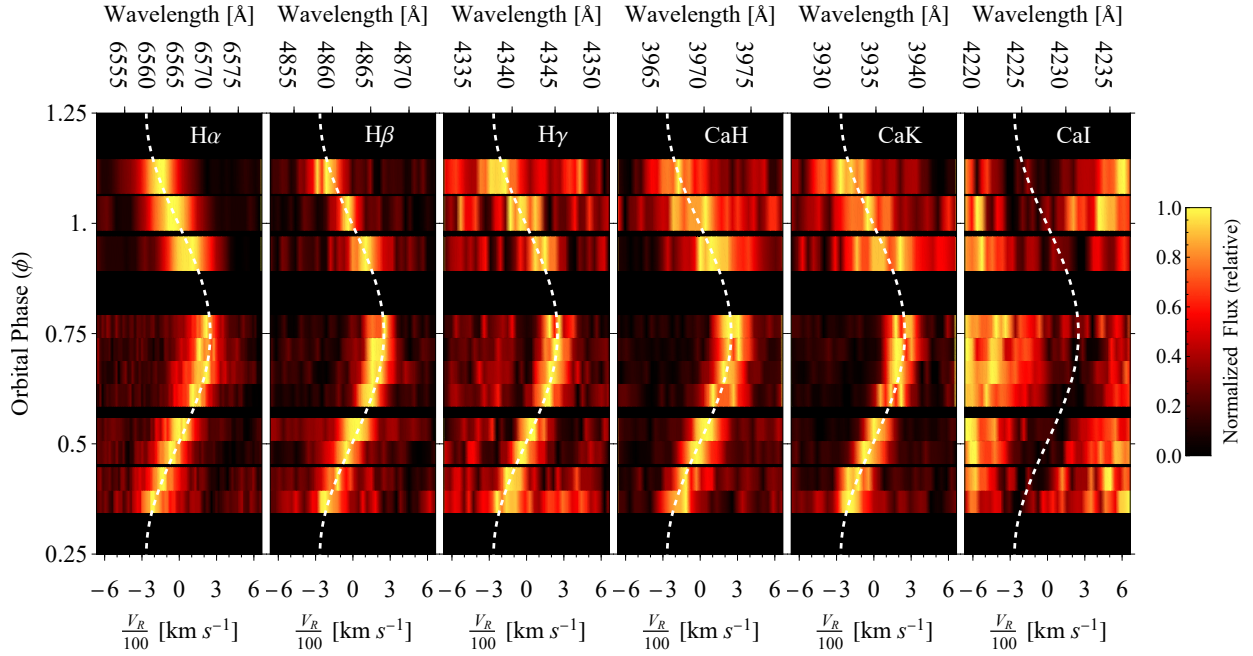 Wavelength [Å] Wavelength [Å] Wavelength [Å] Wavelength [Å] Wavelength [Å] Wavelength [Å]
6555 6560 6565 6570 6575 4855 4860 4865 4870 4335 4340 4345 4350 3965 3970 3975 3930 3935 3940 4220 4225 4230 4235
Hα Hβ Hγ CaH CaK CaI
1.25
1.
0.75
0.5
0.25
Orbital Phase (ϕ)
1.0
0.8
0.6
0.4
0.2
0.0
Normalized Flux (relative)
−6 −3 0 3 6 −6 −3 0 3 6 −6 −3 0 3 6 −6 −3 0 3 6 −6 −3 0 3 6 −6 −3 0 3 6
V_R/100 [km s⁻¹] V_R/100 [km s⁻¹] V_R/100 [km s⁻¹] V_R/100 [km s⁻¹] V_R/100 [km s⁻¹] V_R/100 [km s⁻¹]